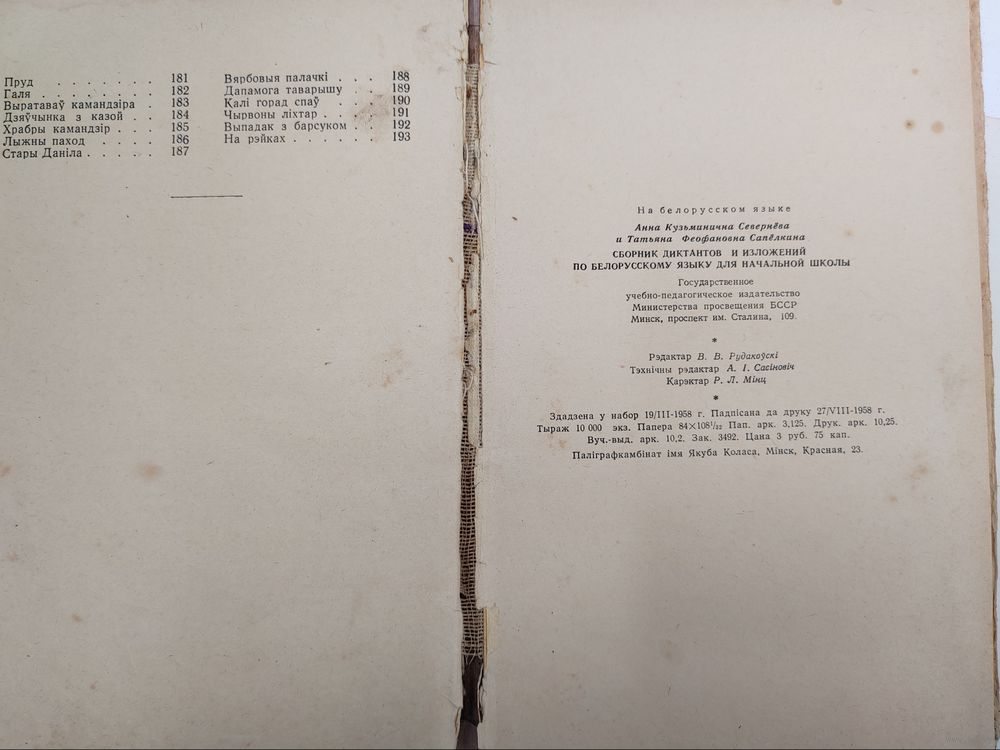 Пруд . . . . . . . 181
Галя . . . . . . . . 182
Выратаваў камандзіра . 183
Дзяўчынка з казой . . 184
Храбры камандзір . . . 185
Лыжны паход . . . . 186
Стары Даніла . . . . . 187
Вярбовыя палачкі . . . 188
Дапамога таварышу . . 189
Калі горад спаў . . . 190
Чырвоны ліхтар . . . . 191
Выпадак з барсуком . . 192
На рэйках . . . . . . 193
На белорусском языке
Анна Кузьминична Севернёва
и Татьяна Феофановна Сапёлкина
СБОРНИК ДИКТАНТОВ И ИЗЛОЖЕНИЙ
ПО БЕЛОРУССКОМУ ЯЗЫКУ ДЛЯ НАЧАЛЬНОЙ ШКОЛЫ
Государственное
учебно-педагогическое издательство
Министерства просвещения БССР
Минск, проспект им. Сталина, 109.
*
Рэдактар В. В. Рудакоўскі
Тэхнічны рэдактар А. І. Сасіновіч
Карэктар Р. Л. Мінц
*
Здадзена ў набор 19/III-1958 г. Падпісана да друку 27/VIII-1958 г.
Тыраж 10 000 экз. Папера 84×108¹/₃₂ Пап. арк. 3,125. Друк. арк. 10,25.
Вуч.-выд. арк. 10,2. Зак. 3492. Цана 3 руб. 75 кап.
Паліграфкамбінат імя Якуба Коласа, Мінск, Красная, 23.